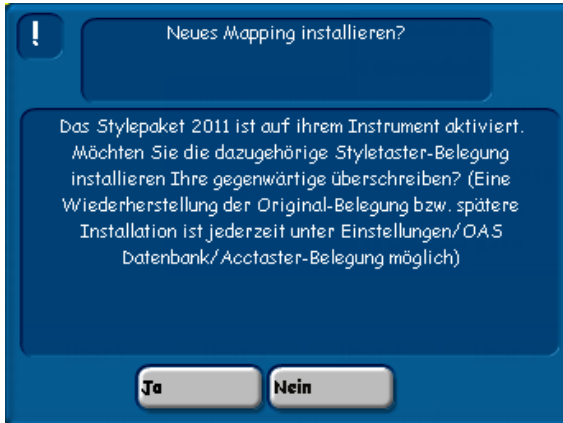 !
Neues Mapping installieren?
Das Stylepaket 2011 ist auf ihrem Instrument aktiviert.
Möchten Sie die dazugehörige Styletaster-Belegung
installieren Ihre gegenwärtige überschreiben? (Eine
Wiederherstellung der Original-Belegung bzw. spätere
Installation ist jederzeit unter Einstellungen/OAS
Datenbank/Acctaster-Belegung möglich)
Ja
Nein